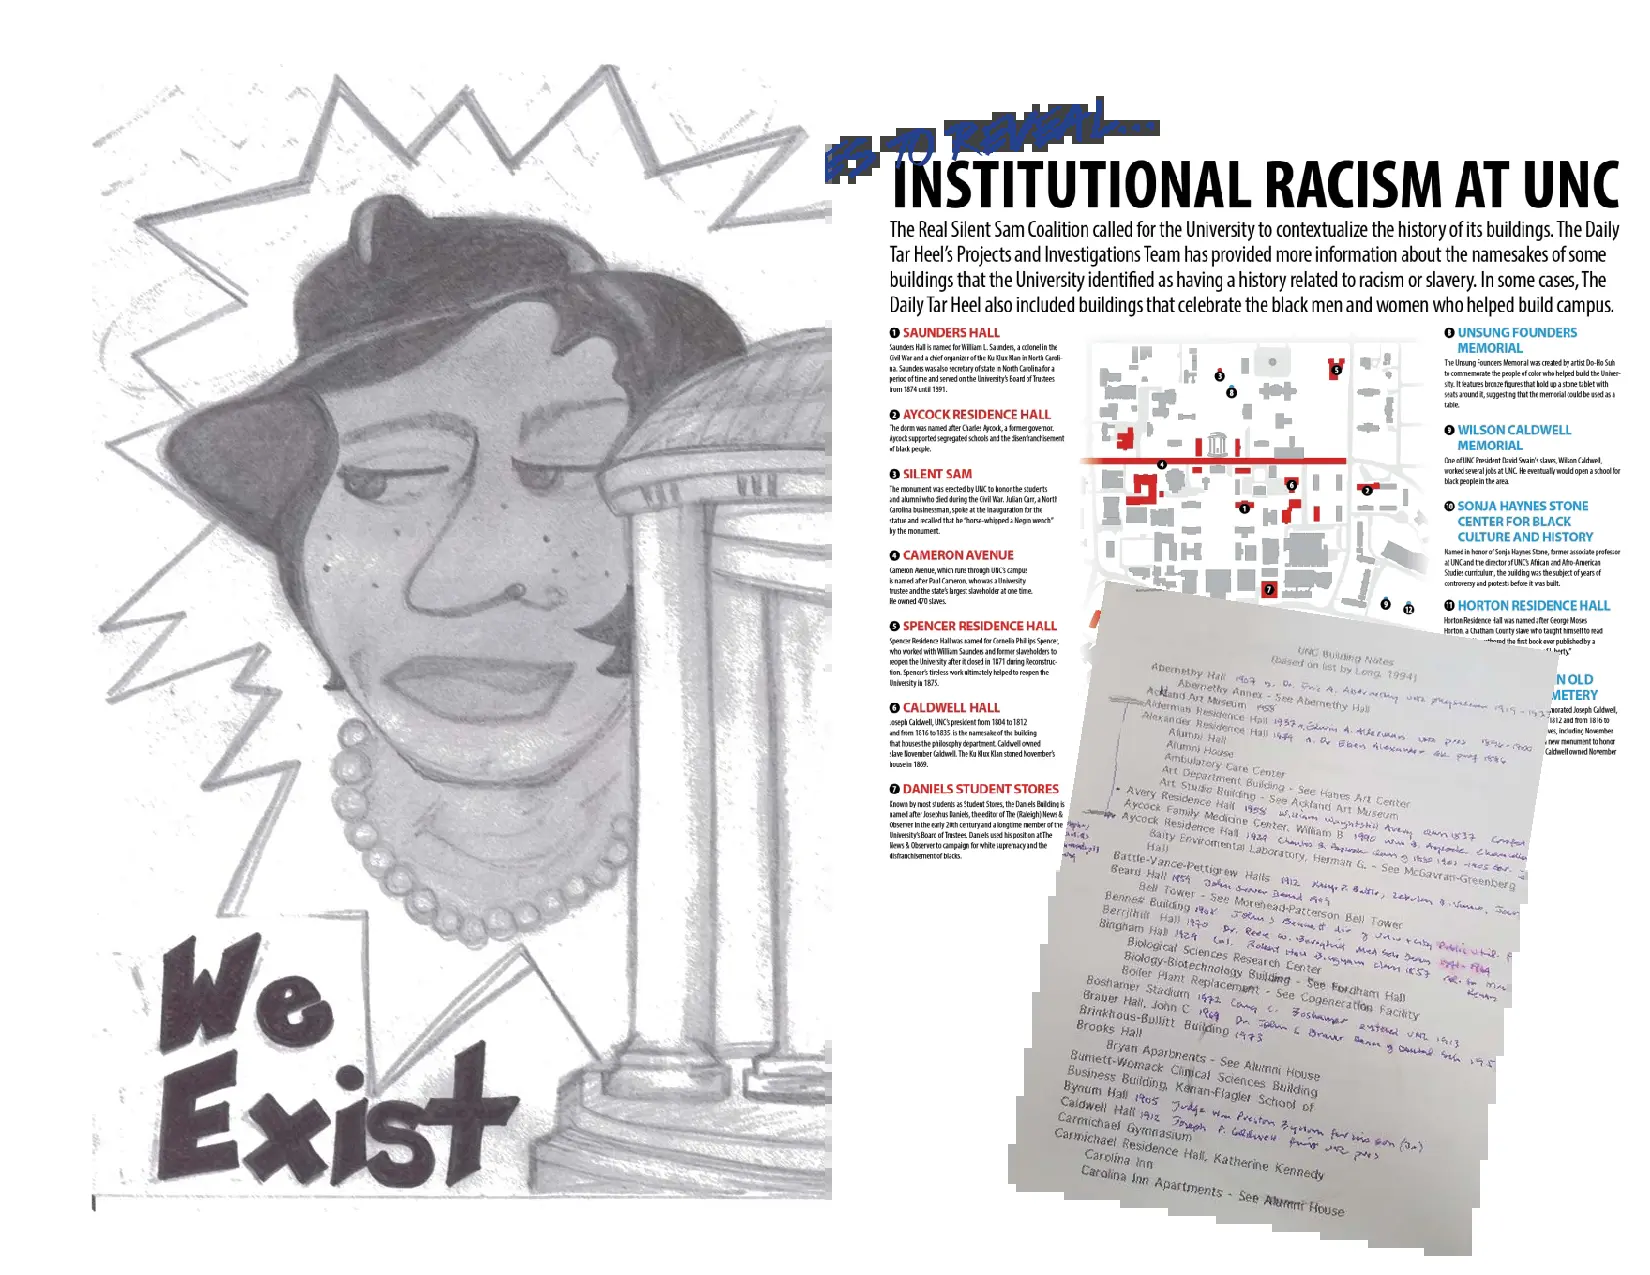 We
Exist
ES TO REVEAL...
INSTITUTIONAL RACISM AT UNC
The Real Silent Sam Coalition called for the University to contextualize the history of its buildings. The Daily
Tar Heel's Projects and Investigations Team has provided more information about the namesakes of some
buildings that the University identified as having a history related to racism or slavery. In some cases, The
Daily Tar Heel also included buildings that celebrate the black men and women who helped build campus.
1 SAUNDERS HALL
Saunders Hall is named for William L. Saunders, a colonel in the
Civil War and a chief organizer of the Ku Klux Klan in North Caroli-
na. Saunders was also secretary of state in North Carolina for a
period of time and served on the University's Board of Trustees
from 1874 until 1991.
2 AYCOCK RESIDENCE HALL
The dorm was named after Charles Aycock, a former governor.
Aycock supported segregated schools and the disenfranchisement
of black people.
3 SILENT SAM
The monument was erected by UNC to honor the students
and alumni who died during the Civil War. Julian Carr, a North
Carolina businessman, spoke at the inauguration for the
statue and recalled that he "horse-whipped a Negro wench"
by the monument.
4 CAMERON AVENUE
Cameron Avenue, which runs through UNC's campus
is named after Paul Cameron, who was a University
trustee and the state's largest slaveholder at one time.
He owned 470 slaves.
5 SPENCER RESIDENCE HALL
Spencer Residence Hall was named for Cornelia Phillips Spencer,
who worked with William Saunders and former slaveholders to
reopen the University after it closed in 1871 during Reconstruc-
tion. Spencer's tireless work ultimately helped to reopen the
University in 1875.
6 CALDWELL HALL
Joseph Caldwell, UNC's president from 1804 to 1812
and from 1816 to 1835 is the namesake of the building
that houses the philosophy department. Caldwell owned
slave November Caldwell. The Ku Klux Klan stoned November's
house in 1869.
7 DANIELS STUDENT STORES
Known by most students as Student Stores, the Daniels Building is
named after Josephus Daniels, the editor of The (Raleigh) News &
Observer in the early 20th century and a longtime member of the
University's Board of Trustees. Daniels used his position at The
News & Observer to campaign for white supremacy and the
disfranchisement of blacks.
3
8
5
4
6
2
1
7
9
12
8 UNSUNG FOUNDERS
MEMORIAL
The Unsung Founders Memorial was created by artist Do-Ho Suh
to commemorate the people of color who helped build the Univer-
sity. It features bronze figures that hold up a stone tablet with
seats around it, suggesting that the memorial could be used as a
table.
9 WILSON CALDWELL
MEMORIAL
One of UNC President David Swain's slaves, Wilson Caldwell,
worked several jobs at UNC. He eventually would open a school for
black people in the area.
10 SONJA HAYNES STONE
CENTER FOR BLACK
CULTURE AND HISTORY
Named in honor of Sonja Haynes Stone, former associate professor
at UNC and the director of UNC's African and Afro-American
Studies curriculum, the building was the subject of years of
controversy and protests before it was built.
11 HORTON RESIDENCE HALL
Horton Residence Hall was named after George Moses
Horton, a Chatham County slave who taught himself to read
the first book ever published by a
N OLD
METERY
Joseph Caldwell,
1812 and from 1816 to
ves, including November
new monument to honor
Caldwell owned November
UNC Building Notes
(based on list by Long, 1994)
Abernethy Hall 1907 n. Dr. Eric A. Abernethy 1919-1933
Abernethy Annex - See Abernethy Hall
Ackland Art Museum 1958
Alderman Residence Hall 1937 n. Edwin A. Alderman pres 1896-1900
Alexander Residence Hall 1939 n. Dr Eben Alexander 1886
Alumni Hall
Alumni House
Ambulatory Care Center
Art Department Building - See Hanes Art Center
Art Studio Building - See Ackland Art Museum
Avery Residence Hall 1958 William Waightstill Avery class 1837
Aycock Family Medicine Center, William B 1990 Wm B. Aycock Chancellor
Aycock Residence Hall 1924 Charles B Aycock class of 1880 1901-1905 Gov.
Baity Enviromental Laboratory, Herman G. - See McGavran-Greenberg
Hall
Battle-Vance-Pettigrew Halls 1912 Kemp P. Battle, Zebulon B. Vance,
Beard Hall 1959 John Grover Beard 1909
Bell Tower - See Morehead-Patterson Bell Tower
Bennett Building 1908 John S Bennett dir of University
Berryhill Hall 1970 Dr. Reece W. Berryhill Med
Bingham Hall 1929 Col. Robert Hall Bingham class 1857
Biological Sciences Research Center
Biology-Biotechnology Building - See Fordham Hall
Boiler Plant Replacement - See Cogeneration Facility
Boshamer Stadium 1972 Cary C. Boshamer entered UNC 1913
Brauer Hall, John C 1969 Dr. John C Brauer Dean of Dental Sch
Brinkhous-Bullitt Building 1973
Brooks Hall
Bryan Apartments - See Alumni House
Burnett-Womack Clinical Sciences Building
Business Building, Kenan-Flagler School of
Bynum Hall 1905 Judge Wm Preston Bynum for his son (Jr.)
Caldwell Hall 1912 Joseph P. Caldwell first UNC pres
Carmichael Gymnasium
Carmichael Residence Hall, Katherine Kennedy
Carolina Inn
Carolina Inn Apartments - See Alumni House